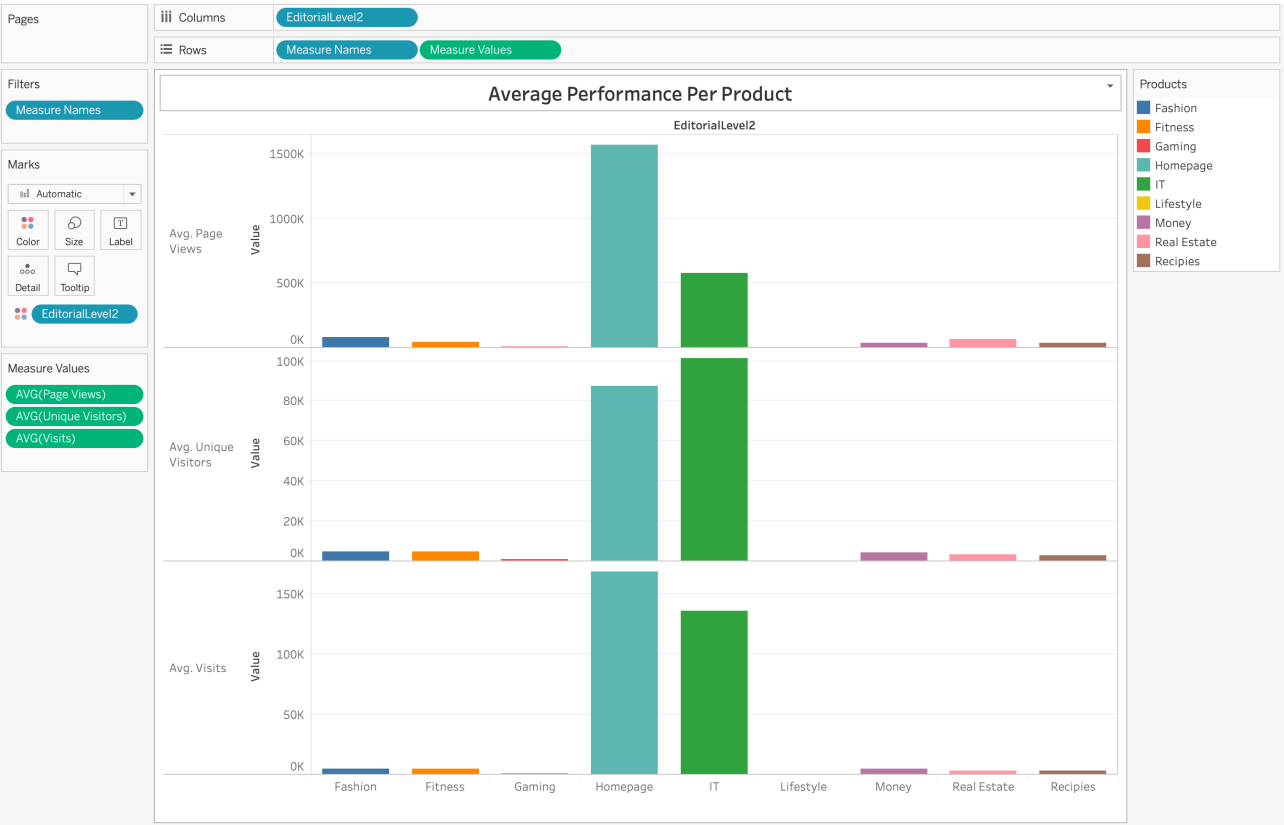 Pages
Columns
EditorialLevel2
Rows
Measure Names
Measure Values
Filters
Measure Names
Marks
Automatic
Color
Size
Label
Detail
Tooltip
EditorialLevel2
Measure Values
AVG(Page Views)
AVG(Unique Visitors)
AVG(Visits)
Average Performance Per Product
EditorialLevel2
Avg. Page
Views
Value
1500K
1000K
500K
0K
Avg. Unique
Visitors
Value
100K
80K
60K
40K
20K
0K
Avg. Visits
Value
150K
100K
50K
0K
Fashion
Fitness
Gaming
Homepage
IT
Lifestyle
Money
Real Estate
Recipies
Products
Fashion
Fitness
Gaming
Homepage
IT
Lifestyle
Money
Real Estate
Recipies